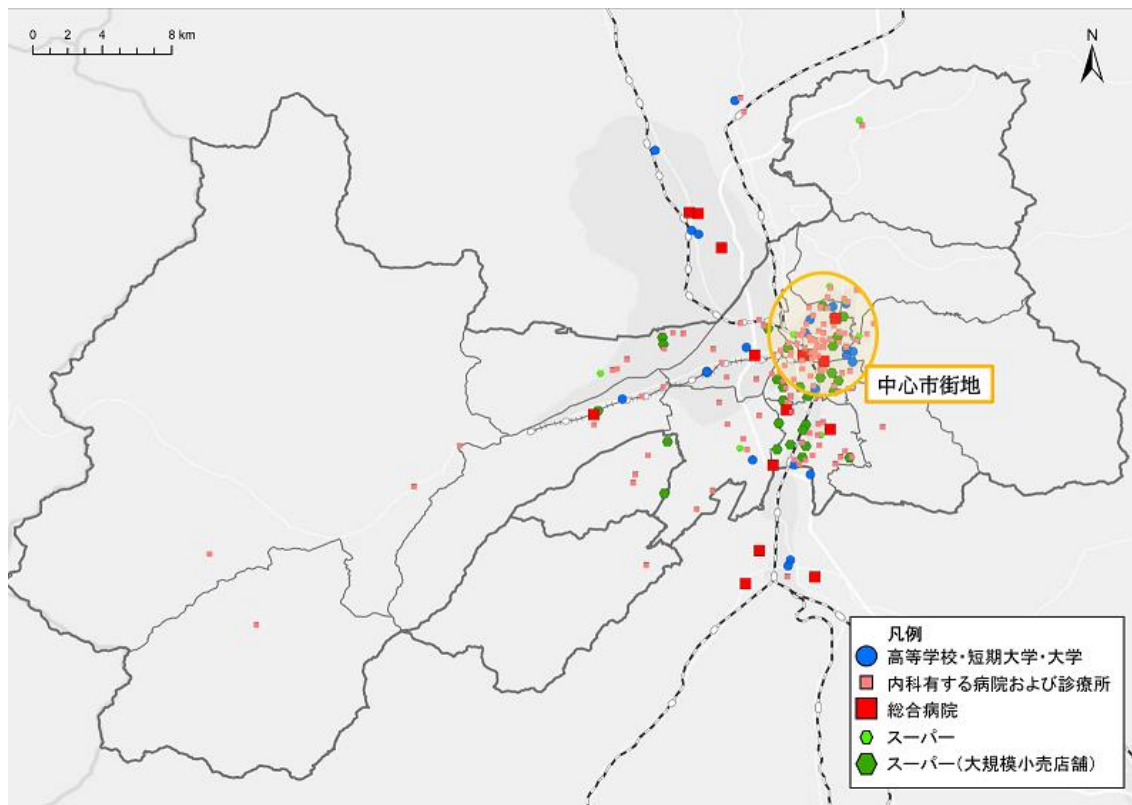 0 2 4 8 km
N
中心市街地
凡例
高等学校・短期大学・大学
内科有する病院および診療所
総合病院
スーパー
スーパー(大規模小売店舗)